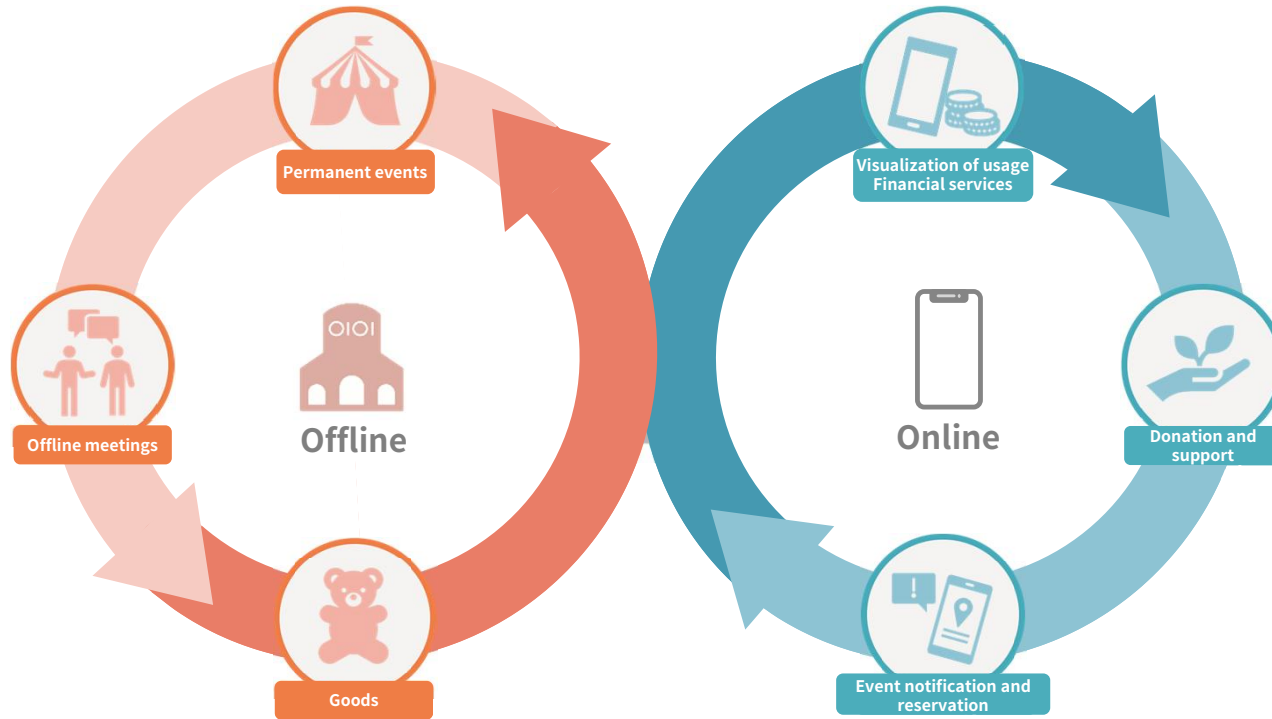 Permanent events
Visualization of usage
Financial services
OIOI
Offline meetings
Offline
Online
Donation and
support
Goods
!
Event notification and
reservation